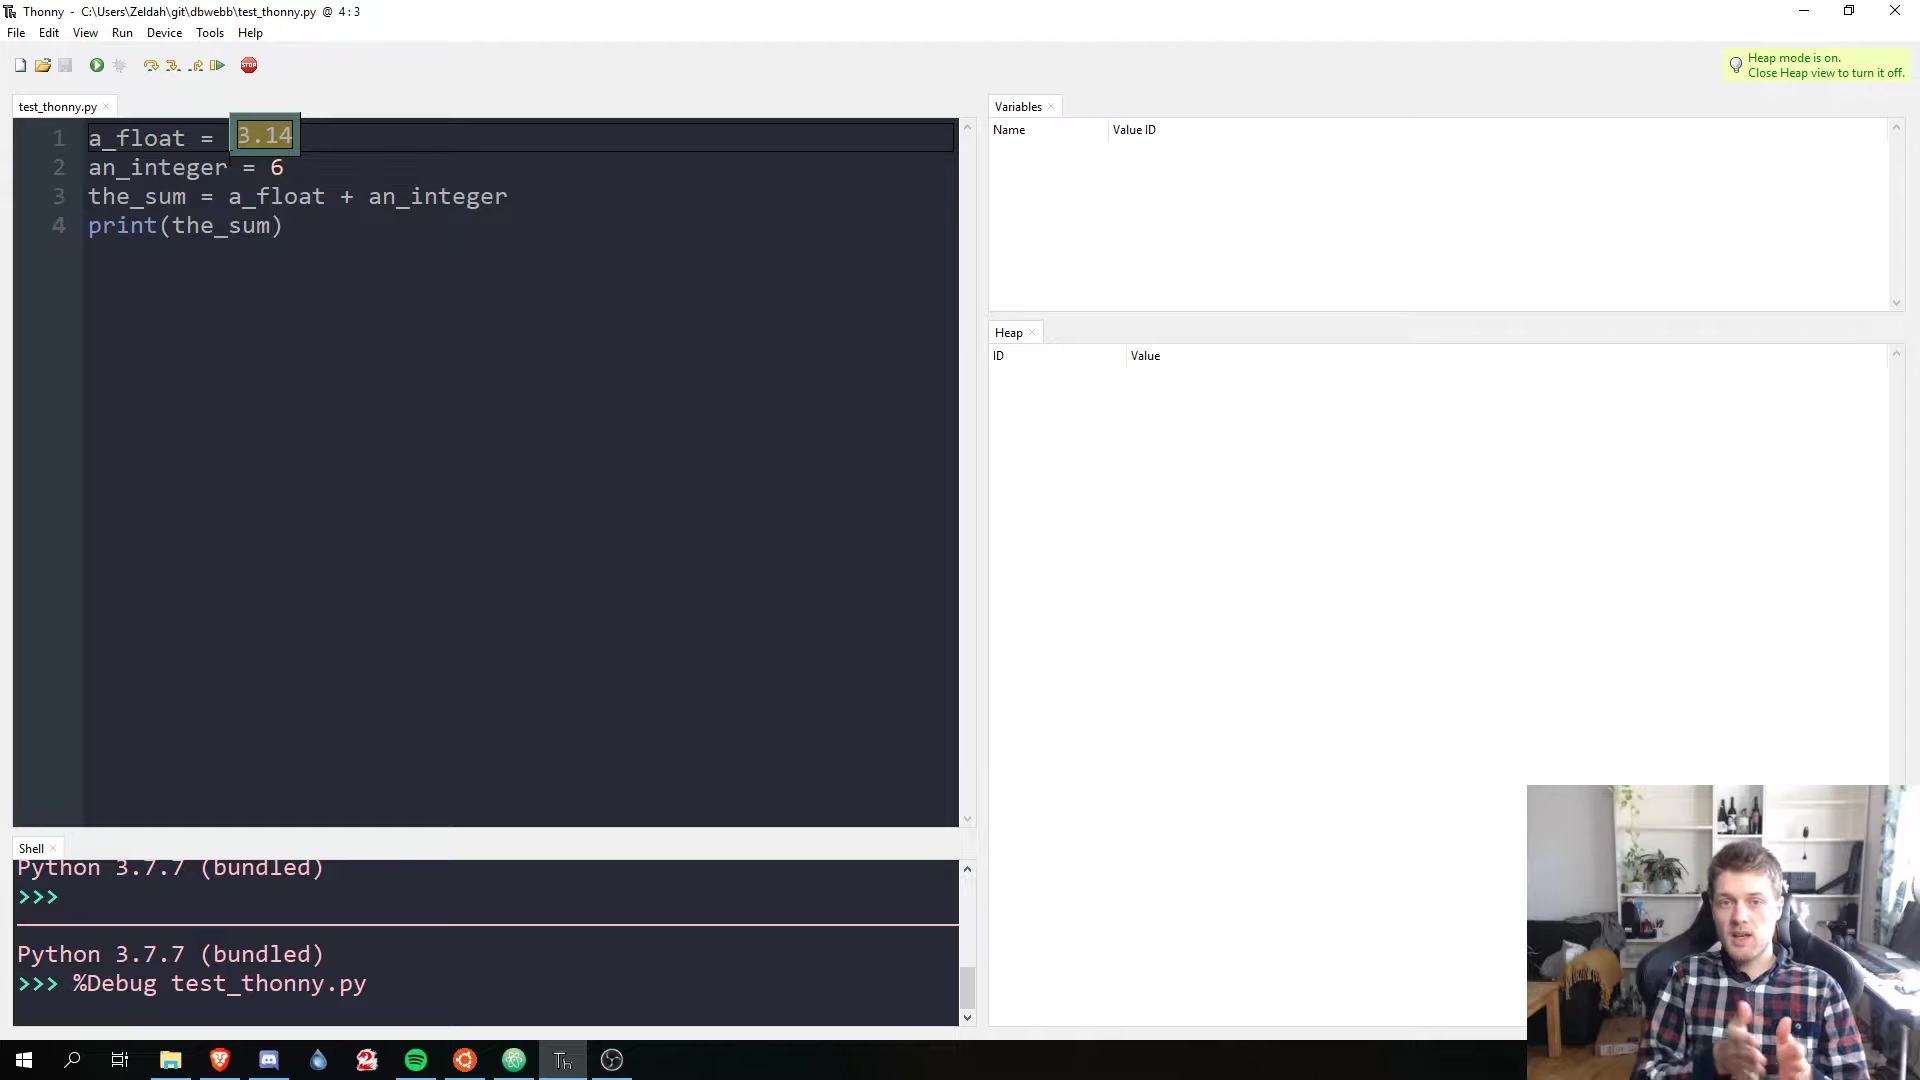 Thonny - C:\Users\Zeldah\git\dbwebb\test_thonny.py @ 4:3
File Edit View Run Device Tools Help
STOP
Heap mode is on.
Close Heap view to turn it off.
test_thonny.py
1 a_float = 3.14
2 an_integer = 6
3 the_sum = a_float + an_integer
4 print(the_sum)
Variables
Name Value ID
Heap
ID Value
Shell
Python 3.7.7 (bundled)
>>>
Python 3.7.7 (bundled)
>>> %Debug test_thonny.py
Th